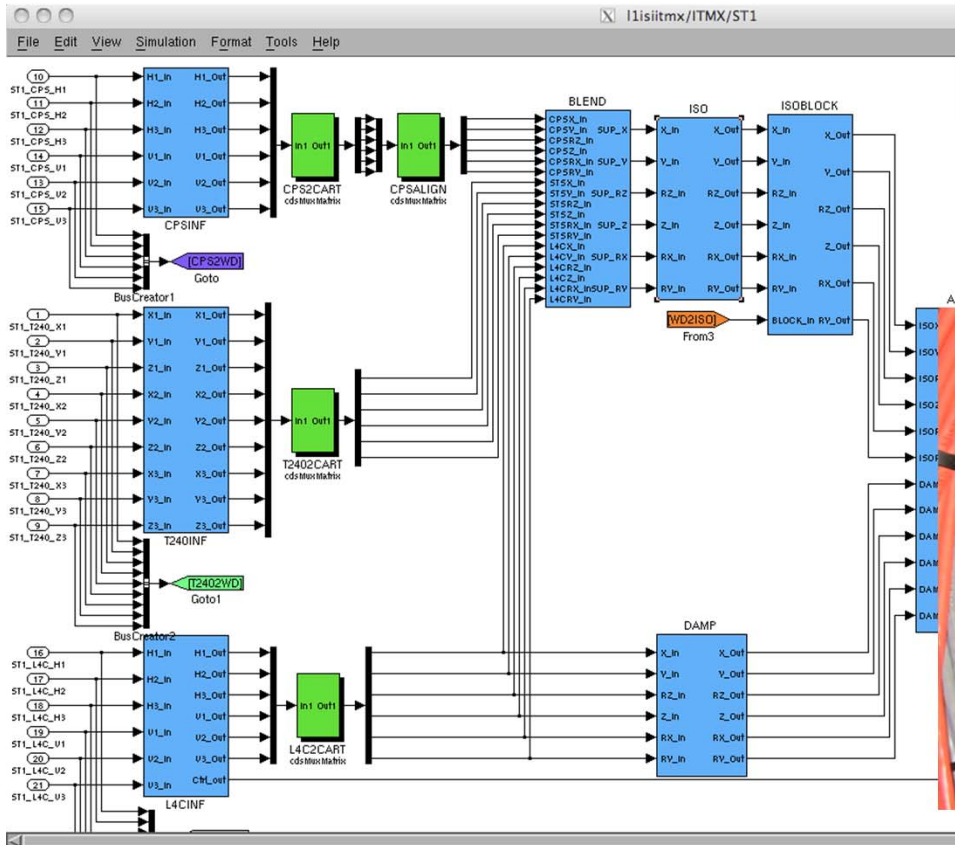 l1isiitmx/ITMX/ST1
File Edit View Simulation Format Tools Help
10
ST1_CPS_H1
11
ST1_CPS_H2
12
ST1_CPS_H3
14
ST1_CPS_V1
13
ST1_CPS_V2
15
ST1_CPS_V3
H1_In H1_Out
H2_In H2_Out
H3_In H3_Out
V1_In V1_Out
V2_In V2_Out
V3_In V3_Out
CPSINF
BusCreator1
[CPS2WD]
Goto
In1 Out1
CPS2CART
cdsMuxMatrix
In1 Out1
CPSALIGN
cdsMuxMatrix
BLEND
CPSX_In
CPSY_In SUP_X
CPSRZ_In
CPSZ_In
CPSRX_In SUP_Y
CPSRY_In
STSX_In
STSY_In SUP_RZ
STSRZ_In
STSZ_In
STSRX_In SUP_Z
STSRY_In
L4CX_In
L4CY_In SUP_RX
L4CRZ_In
L4CZ_In
L4CRX_In SUP_RY
L4CRY_In
ISO
X_In X_Out
Y_In Y_Out
RZ_In RZ_Out
Z_In Z_Out
RX_In RX_Out
RY_In RY_Out
ISOBLOCK
X_In X_Out
Y_In Y_Out
RZ_In RZ_Out
Z_In Z_Out
RX_In RX_Out
RY_In
BLOCK_In RY_Out
[WD2ISO]
From3
1
ST1_T240_X1
2
ST1_T240_Y1
3
ST1_T240_Z1
4
ST1_T240_X2
5
ST1_T240_Y2
6
ST1_T240_Z2
7
ST1_T240_X3
8
ST1_T240_Y3
9
ST1_T240_Z3
X1_In X1_Out
Y1_In Y1_Out
Z1_In Z1_Out
X2_In X2_Out
Y2_In Y2_Out
Z2_In Z2_Out
X3_In X3_Out
Y3_In Y3_Out
Z3_In Z3_Out
T240INF
BusCreator2
[T2402WD]
Goto1
In1 Out1
T2402CART
cdsMuxMatrix
16
ST1_L4C_H1
17
ST1_L4C_H2
18
ST1_L4C_H3
19
ST1_L4C_V1
20
ST1_L4C_V2
21
ST1_L4C_V3
H1_In H1_Out
H2_In H2_Out
H3_In H3_Out
V1_In V1_Out
V2_In V2_Out
V3_In V3_Out
Ctrl_out
L4CINF
In1 Out1
L4C2CART
cdsMuxMatrix
DAMP
X_In X_Out
Y_In Y_Out
RZ_In RZ_Out
Z_In Z_Out
RX_In RX_Out
RY_In RY_Out